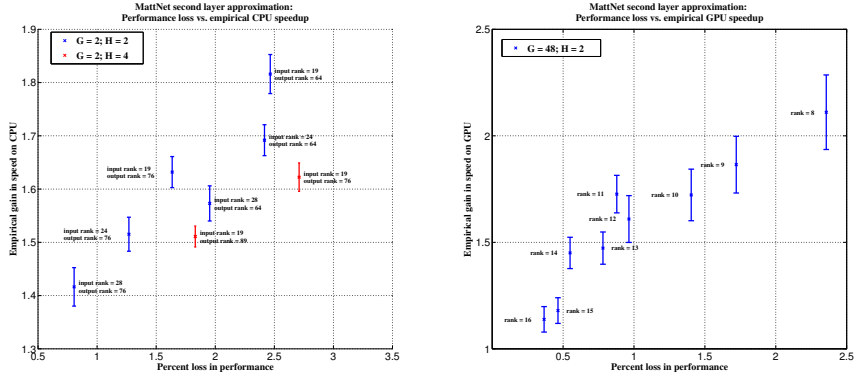 MattNet second layer approximation:
Performance loss vs. empirical CPU speedup
Empirical gain in speed on CPU
1.9
1.8
1.7
1.6
1.5
1.4
1.3
G = 2; H = 2
G = 2; H = 4
input rank = 19
output rank = 64
input rank = 24
output rank = 64
input rank = 19
output rank = 76
input rank = 19
output rank = 76
input rank = 28
output rank = 64
input rank = 24
output rank = 76
input rank = 19
output rank = 89
input rank = 28
output rank = 76
0.5 1 1.5 2 2.5 3 3.5
Percent loss in performance
MattNet second layer approximation:
Performance loss vs. empirical GPU speedup
Empirical gain in speed on GPU
2.5
2
1.5
1
G = 48; H = 2
rank = 8
rank = 9
rank = 11
rank = 10
rank = 12
rank = 13
rank = 14
rank = 15
rank = 16
0.5 1 1.5 2 2.5
Percent loss in performance